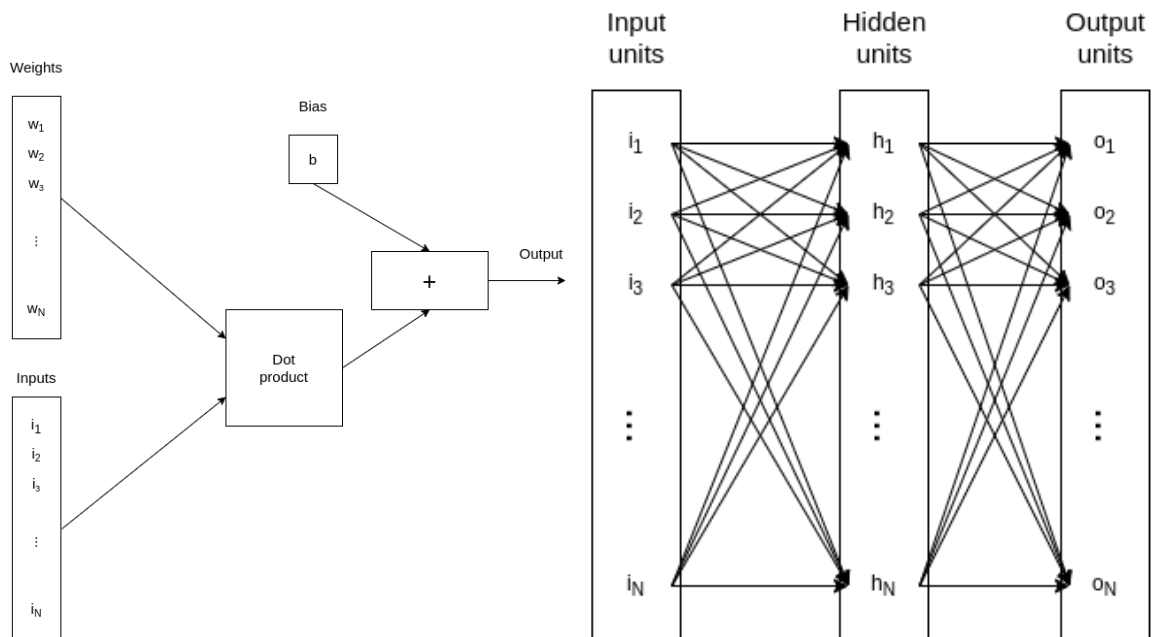 Weights
w1
w2
w3
⋮
wN
Inputs
i1
i2
i3
⋮
iN
Bias
b
Dot
product
+
Output
Input
units
i1
i2
i3
⋮
iN
Hidden
units
h1
h2
h3
⋮
hN
Output
units
o1
o2
o3
⋮
oN